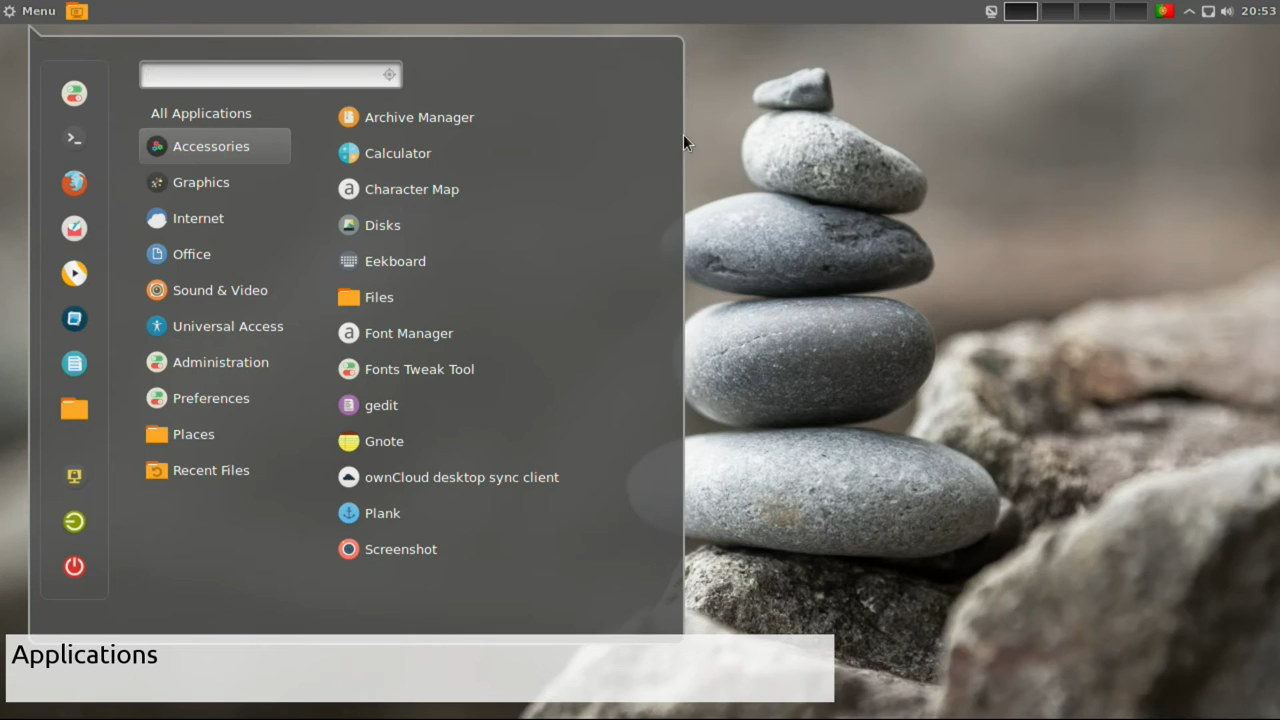 Menu
20:53
All Applications
Accessories
Graphics
Internet
Office
Sound & Video
Universal Access
Administration
Preferences
Places
Recent Files
Archive Manager
Calculator
Character Map
Disks
Eekboard
Files
Font Manager
Fonts Tweak Tool
gedit
Gnote
ownCloud desktop sync client
Plank
Screenshot
Applications